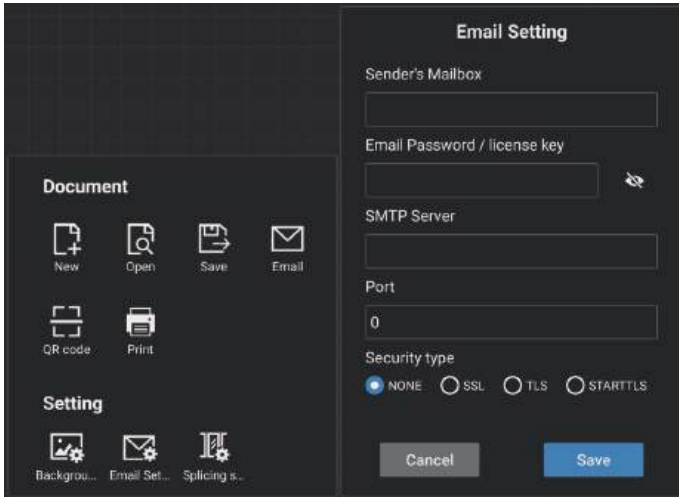 Document
New Open Save Email
QR code Print
Setting
Backgrou... Email Set... Splicing s...
Email Setting
Sender's Mailbox
Email Password / license key
SMTP Server
Port
0
Security type
NONE SSL TLS STARTTLS
Cancel Save